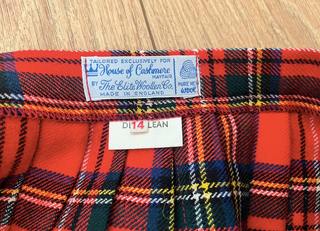 TAILORED EXCLUSIVELY FOR
House of Cashmere
MAYFAIR
BY The Elite Woollen Co.
MADE IN ENGLAND
PURE NEW
WOOL
14
LEAN